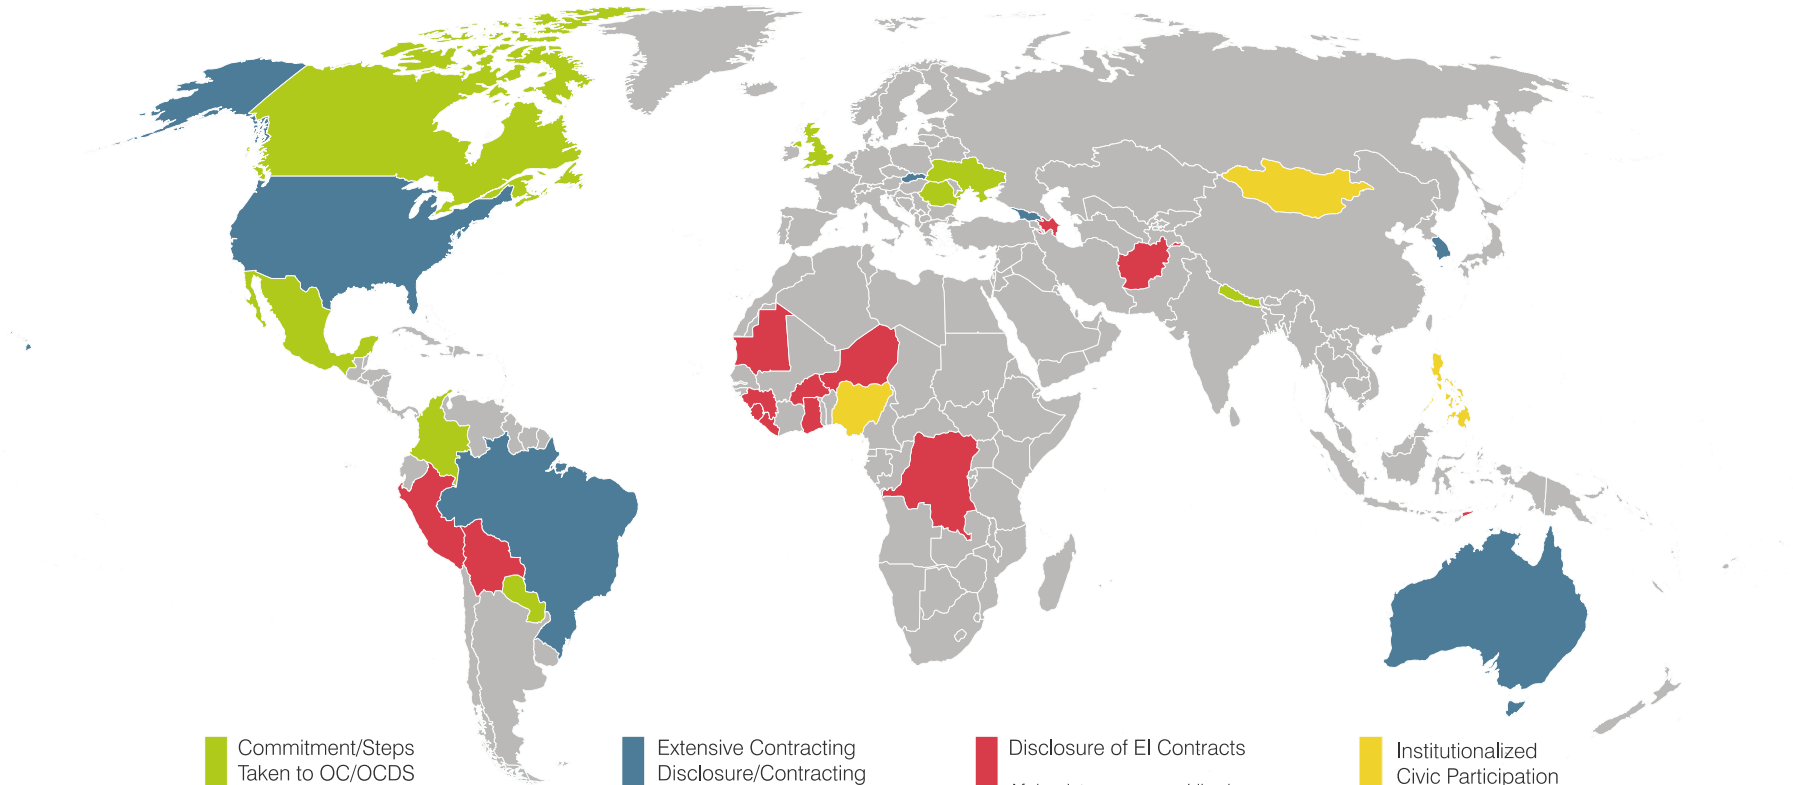 Commitment/Steps
Taken to OC/OCDS
Extensive Contracting
Disclosure/Contracting
Disclosure of EI Contracts
Institutionalized
Civic Participation